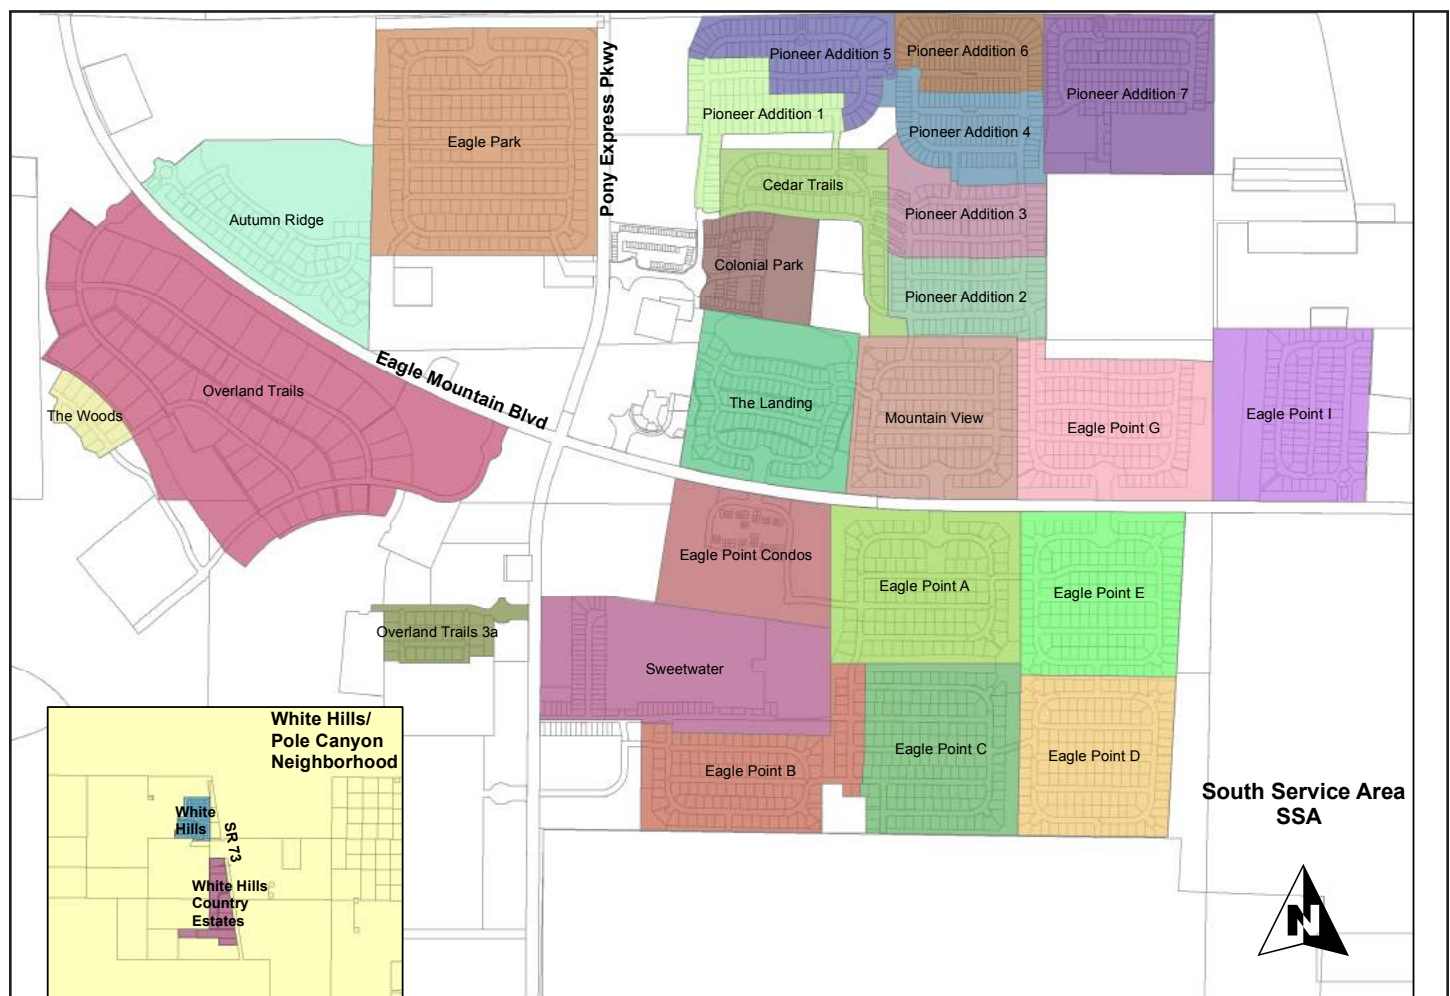 Pioneer Addition 5
Pioneer Addition 6
Pioneer Addition 7
Pioneer Addition 1
Pioneer Addition 4
Eagle Park
Pony Express Pkwy
Cedar Trails
Autumn Ridge
Pioneer Addition 3
Colonial Park
Pioneer Addition 2
Eagle Mountain Blvd
Overland Trails
The Woods
The Landing
Mountain View
Eagle Point G
Eagle Point I
Eagle Point Condos
Eagle Point A
Eagle Point E
Overland Trails 3a
Sweetwater
Eagle Point B
Eagle Point C
Eagle Point D
White Hills/
Pole Canyon
Neighborhood
White
Hills
SR 73
White Hills
Country
Estates
South Service Area
SSA
N